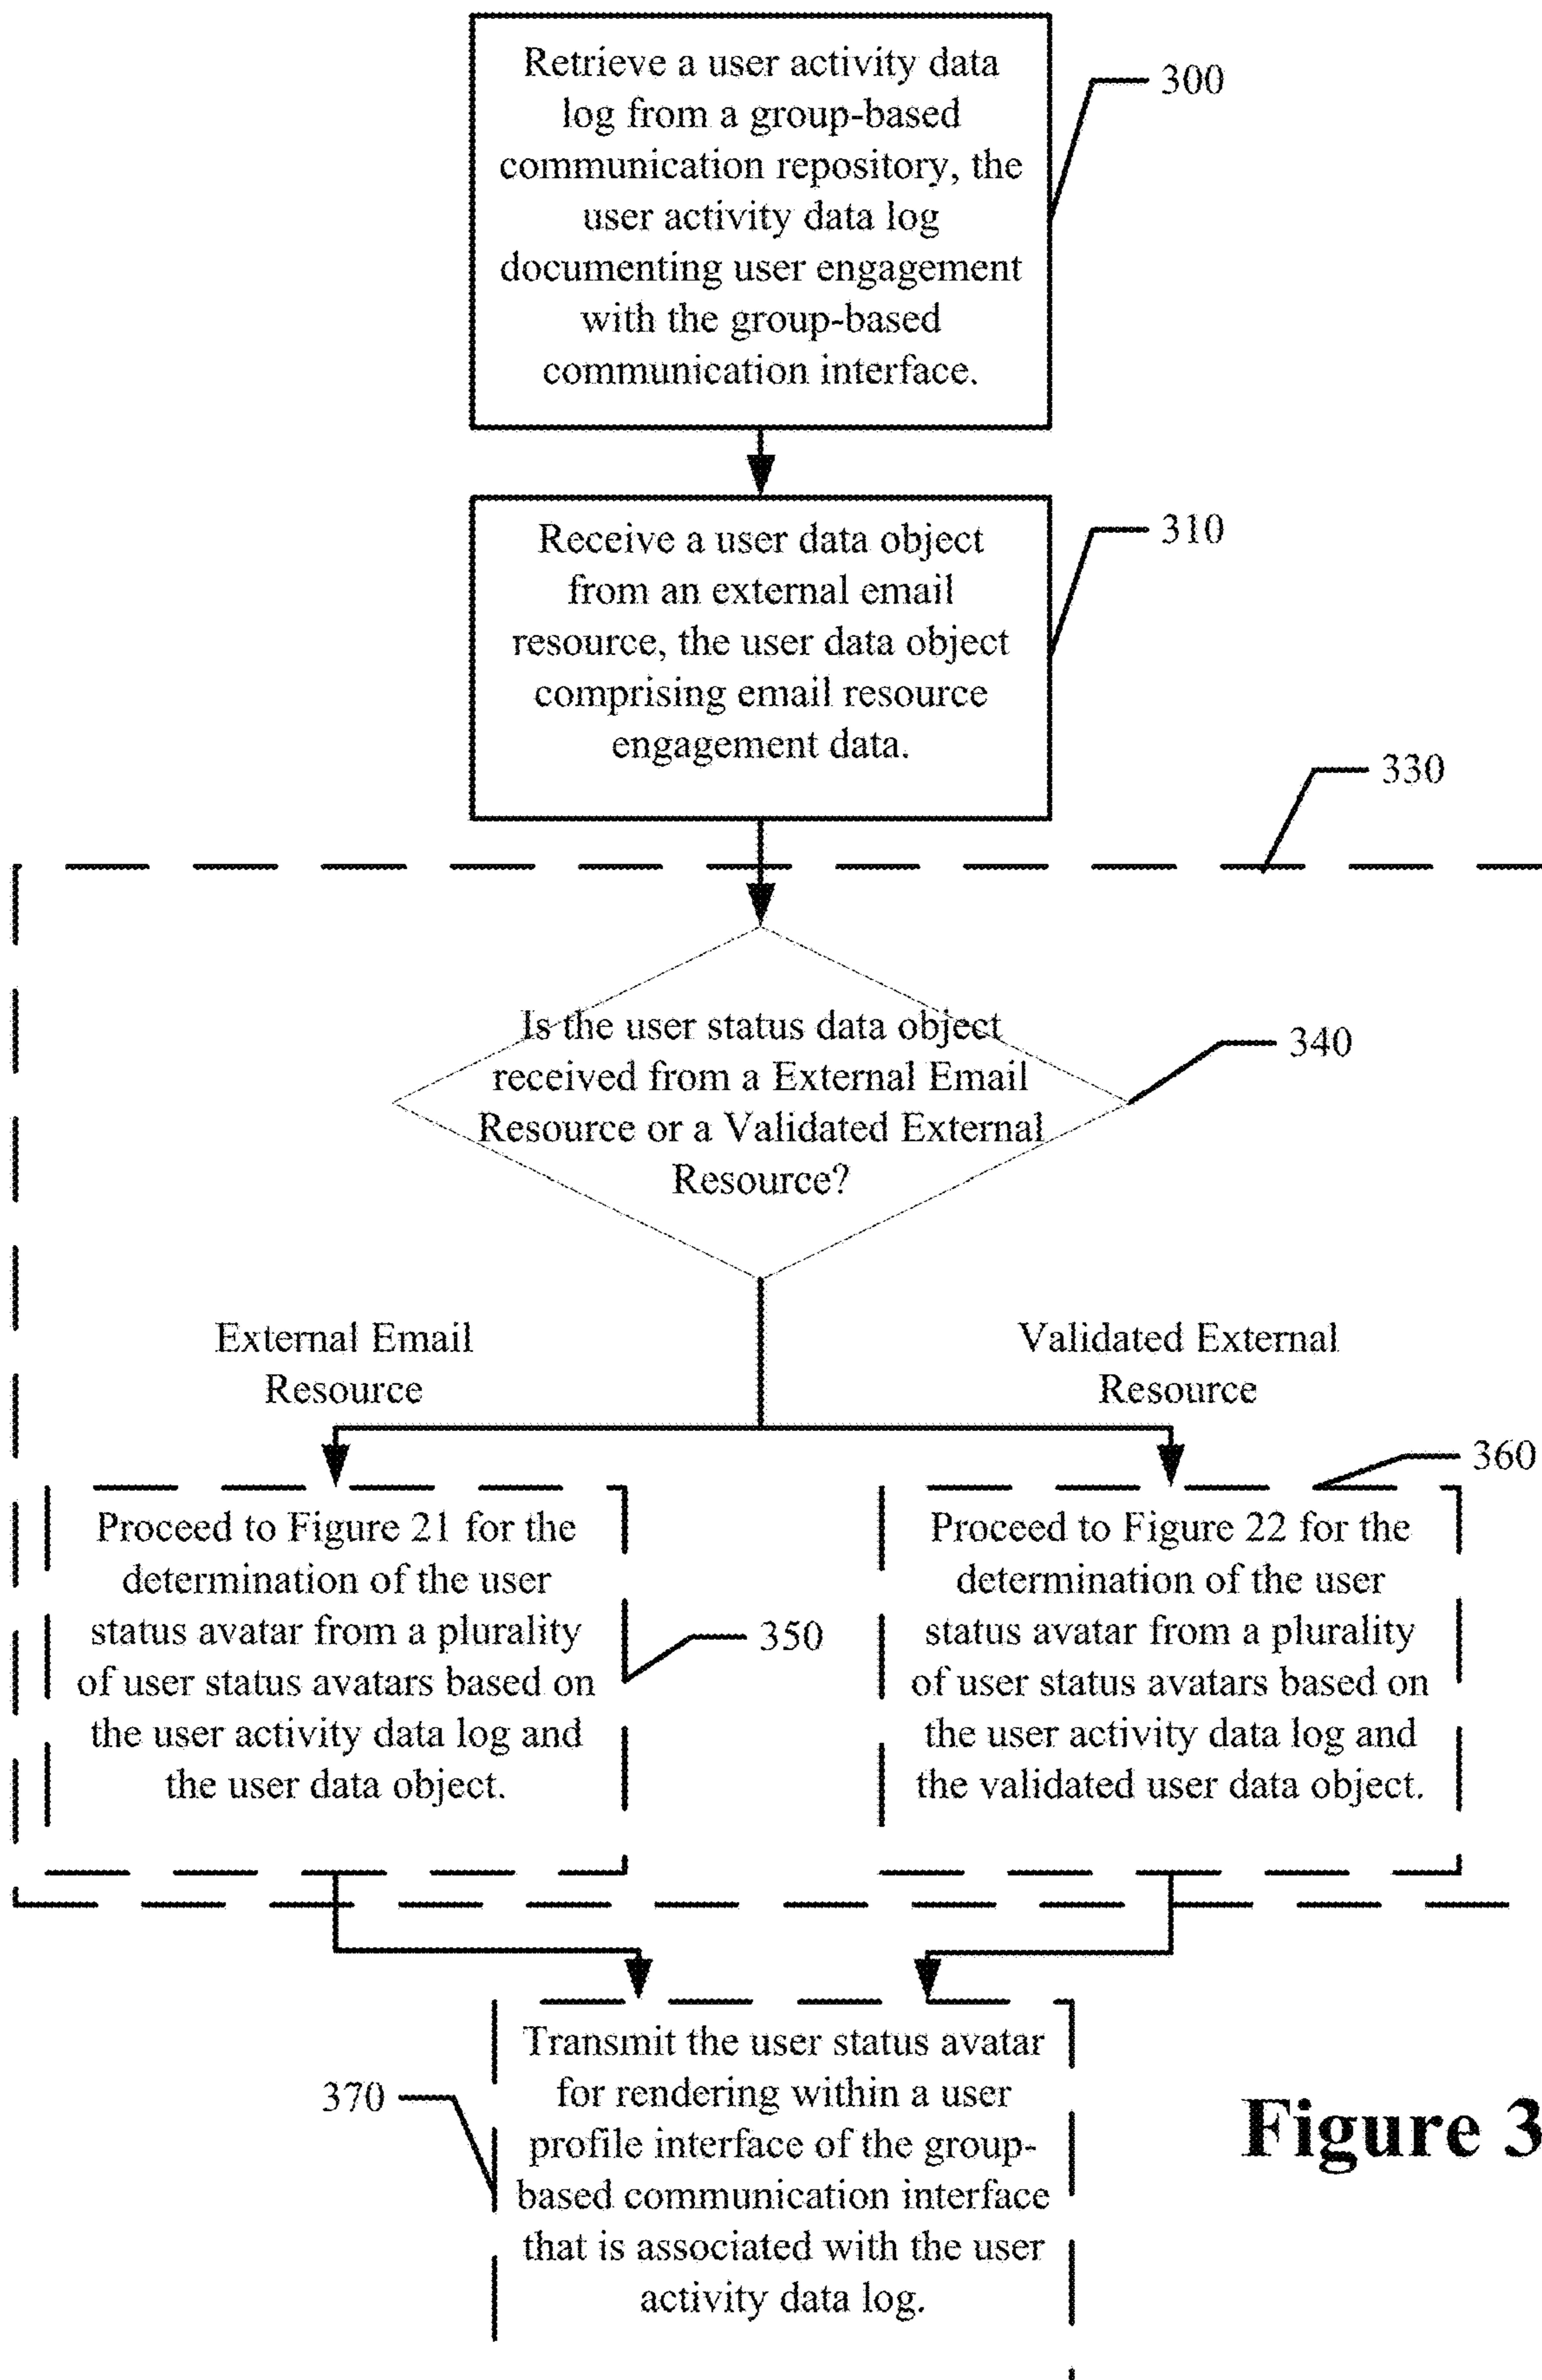 Retrieve a user activity data
log from a group-based
communication repository, the
user activity data log
documenting user engagement
with the group-based
communication interface.
300
Receive a user data object
from an external email
resource, the user data object
comprising email resource
engagement data.
310
330
Is the user status data object
received from a External Email
Resource or a Validated External
Resource?
340
External Email
Resource
Validated External
Resource
360
Proceed to Figure 21 for the
determination of the user
status avatar from a plurality
of user status avatars based on
the user activity data log and
the user data object.
350
Proceed to Figure 22 for the
determination of the user
status avatar from a plurality
of user status avatars based on
the user activity data log and
the validated user data object.
Transmit the user status avatar
for rendering within a user
profile interface of the group-
based communication interface
that is associated with the user
activity data log.
370
Figure 3